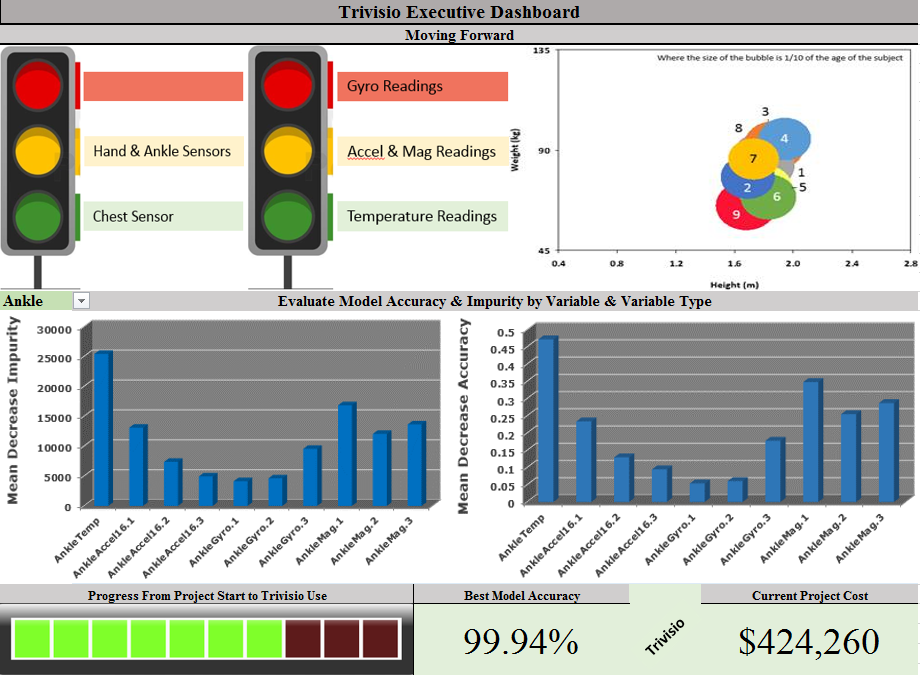 Trivisio Executive Dashboard
Moving Forward
Hand & Ankle Sensors
Chest Sensor
Gyro Readings
Accel & Mag Readings
Temperature Readings
Where the size of the bubble is 1/10 of the age of the subject
Weight (kg)
135
90
45
0.4 0.8 1.2 1.6 2.0 2.4 2.8
Height (m)
3
8
4
7
1
2
5
6
9
Ankle
Evaluate Model Accuracy & Impurity by Variable & Variable Type
Mean Decrease Impurity
30000
25000
20000
15000
10000
5000
0
AnkleTemp
AnkleAccel16.1
AnkleAccel16.2
AnkleAccel16.3
AnkleGyro.1
AnkleGyro.2
AnkleGyro.3
AnkleMag.1
AnkleMag.2
AnkleMag.3
Mean Decrease Accuracy
0.5
0.45
0.4
0.35
0.3
0.25
0.2
0.15
0.1
0.05
0
AnkleTemp
AnkleAccel16.1
AnkleAccel16.2
AnkleAccel16.3
AnkleGyro.1
AnkleGyro.2
AnkleGyro.3
AnkleMag.1
AnkleMag.2
AnkleMag.3
Progress From Project Start to Trivisio Use
Best Model Accuracy
99.94%
Trivisio
Current Project Cost
$424,260